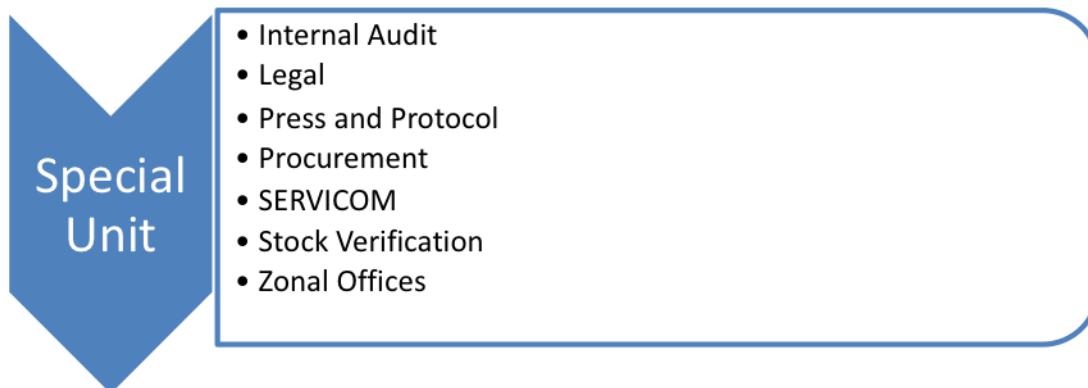 Special
Unit
• Internal Audit
• Legal
• Press and Protocol
• Procurement
• SERVICOM
• Stock Verification
• Zonal Offices